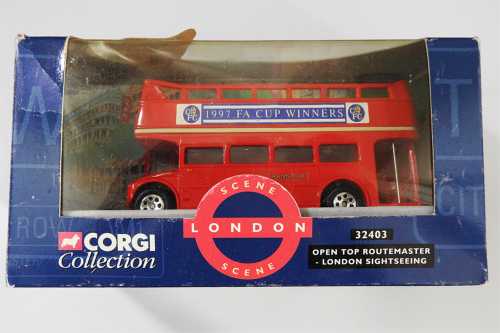 1997 FA CUP WINNERS
SCENE
LONDON
SCENE
CORGI
Collection
32403
OPEN TOP ROUTEMASTER
- LONDON SIGHTSEEING